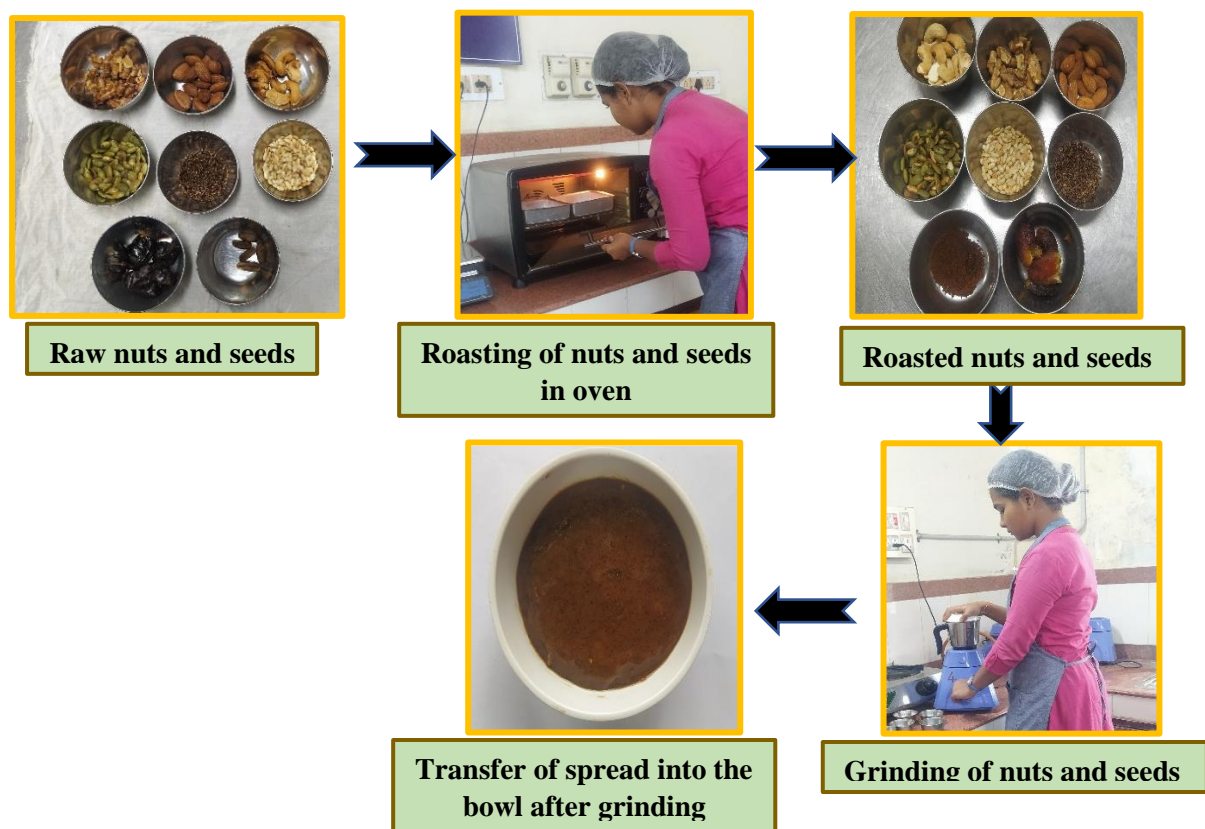 Raw nuts and seeds
Roasting of nuts and seeds
in oven
Roasted nuts and seeds
Grinding of nuts and seeds
Transfer of spread into the
bowl after grinding